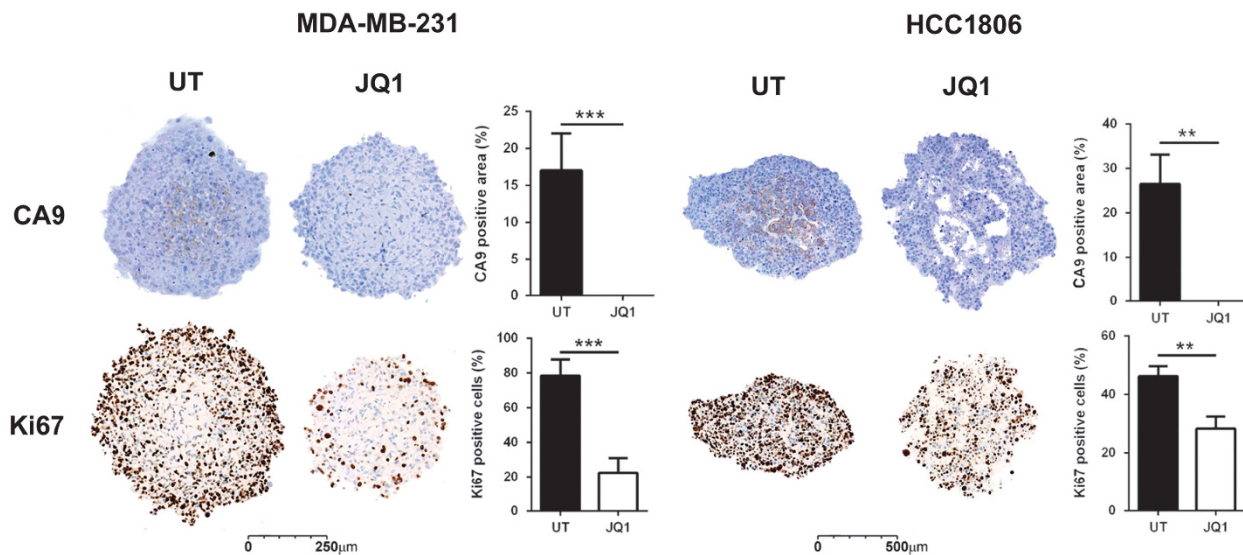 MDA-MB-231
HCC1806
UT
JQ1
UT
JQ1
CA9
Ki67
CA9 positive area (%)
25
20
15
10
5
0
***
UT
JQ1
CA9 positive area (%)
40
30
20
10
0
**
UT
JQ1
Ki67 positive cells (%)
100
80
60
40
20
0
***
UT
JQ1
Ki67 positive cells (%)
60
40
20
0
**
UT
JQ1
0
250µm
0
500µm